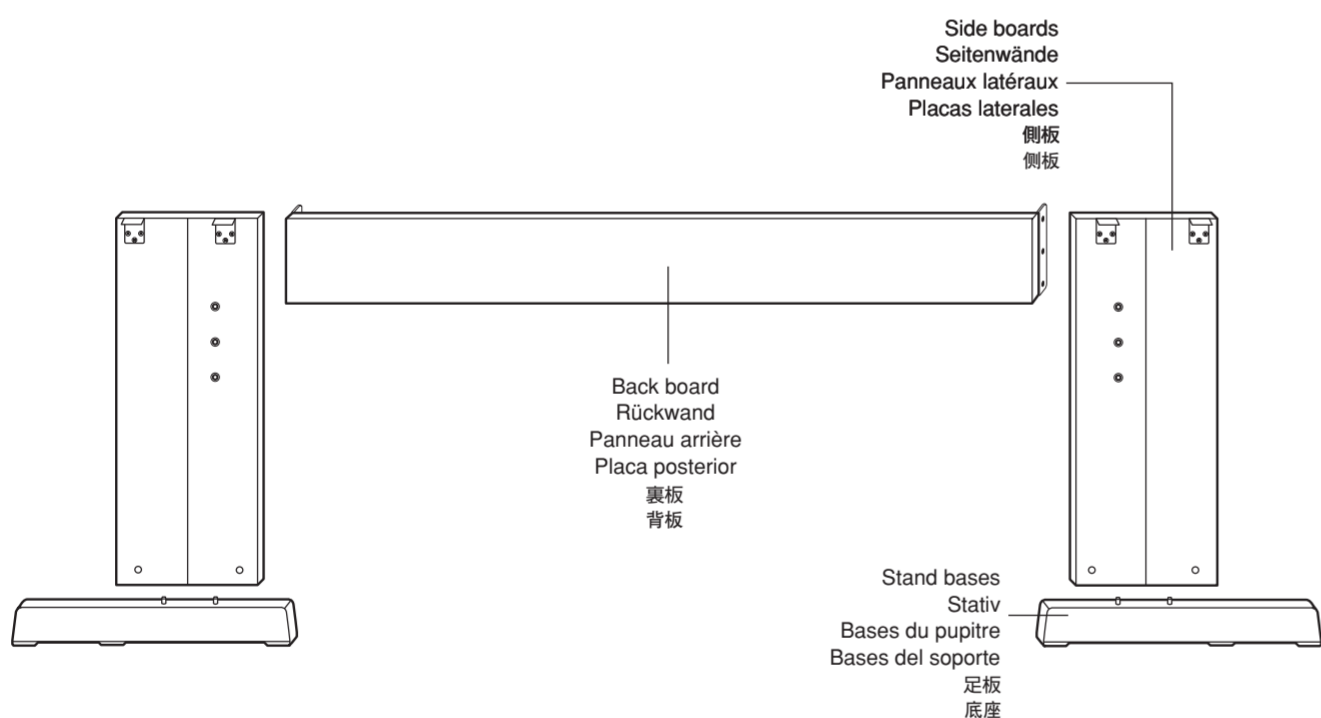 Side boards
Seitenwände
Panneaux latéraux
Placas laterales
側板
侧板
Back board
Rückwand
Panneau arrière
Placa posterior
裏板
背板
Stand bases
Stativ
Bases du pupitre
Bases del soporte
足板
底座